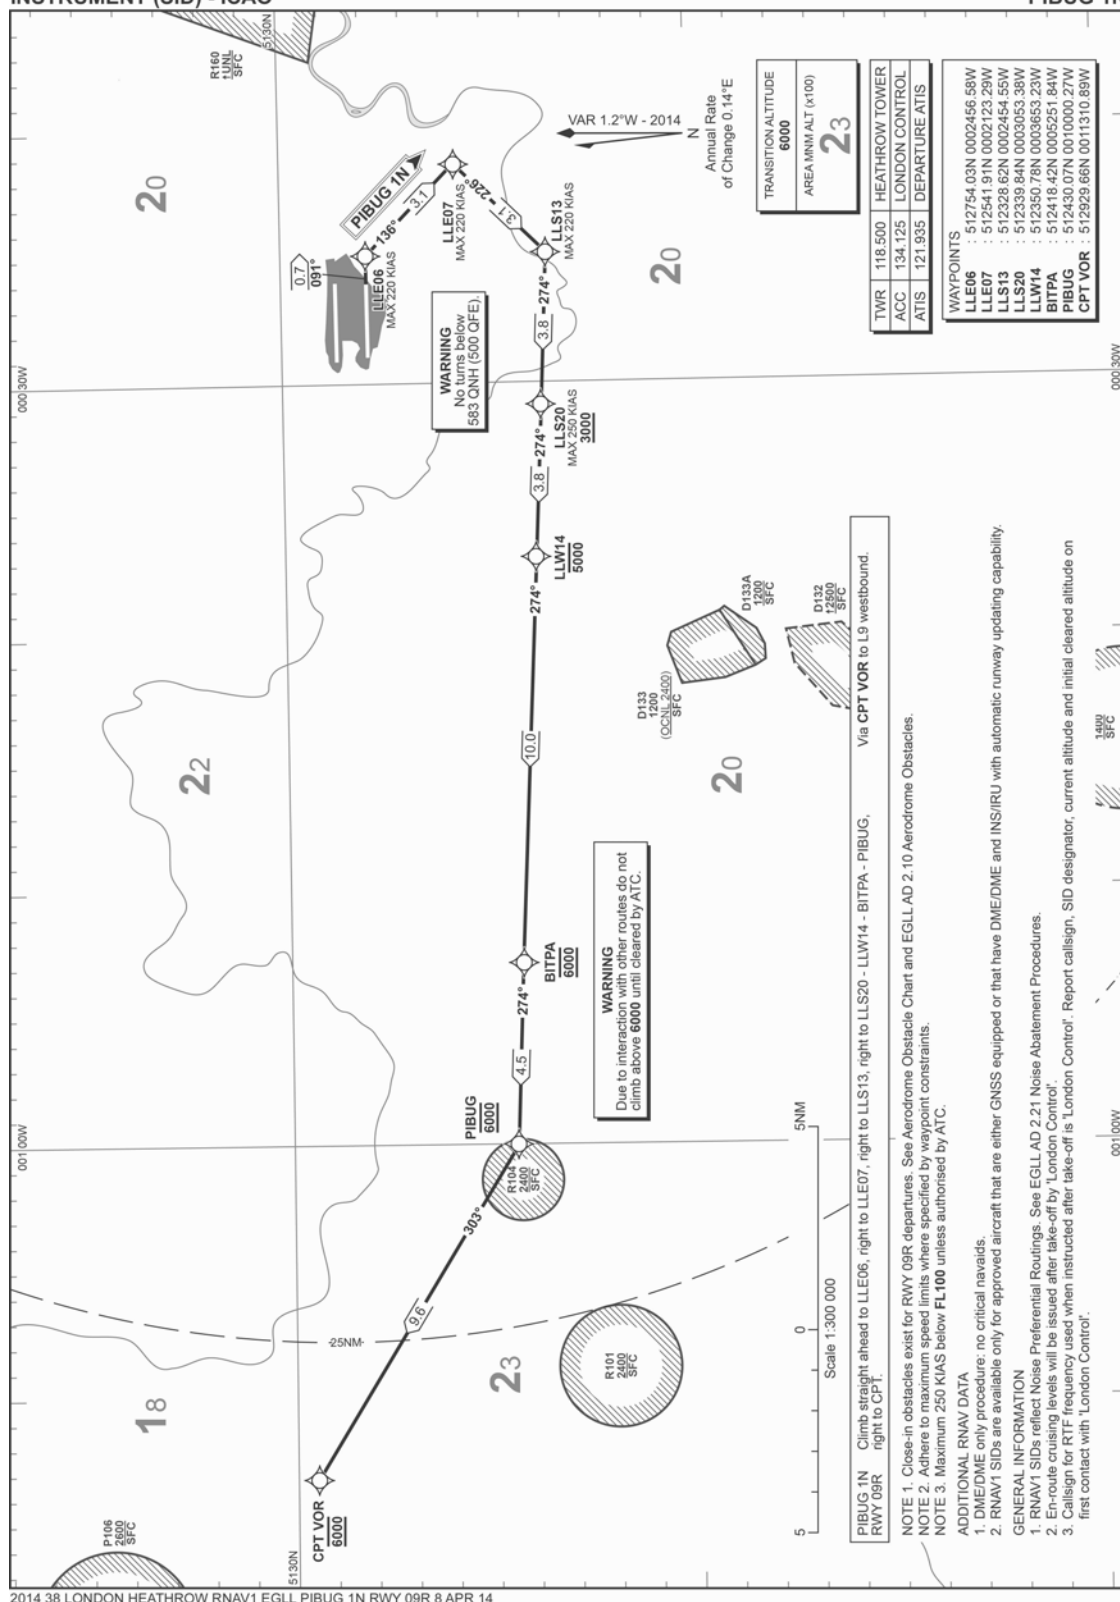 INSTRUMENT (SID) - ICAO
R160
↑UNL
SFC
5130N
20
VAR 1.2°W - 2014
N
Annual Rate
of Change 0.14°E
TRANSITION ALTITUDE
6000
AREA MNM ALT (x100)
23
TWR 118.500 HEATHROW TOWER
ACC 134.125 LONDON CONTROL
ATIS 121.935 DEPARTURE ATIS
WAYPOINTS
LLE06 : 512754.03N 0002456.58W
LLE07 : 512541.91N 0002123.29W
LLS13 : 512328.62N 0002454.55W
LLS20 : 512339.84N 0003053.38W
LLW14 : 512350.78N 0003653.23W
BITPA : 512418.42N 0005251.84W
PIBUG : 512430.07N 0010000.27W
CPT VOR : 512929.66N 0011310.89W
PIBUG 1N
0.7
091°
LLE06
MAX 220 KIAS
136°
3.1
LLE07
MAX 220 KIAS
226°
3.1
LLS13
MAX 220 KIAS
20
WARNING
No turns below
583 QNH (500 QFE).
274°
3.8
000 30W
000 30W
LLS20
MAX 250 KIAS
3000
274°
3.8
LLW14
5000
274°
10.0
22
20
D133
1200
(OCNL 2400)
SFC
D133A
1200
SFC
D132
↑2500
SFC
1400
SFC
BITPA
6000
274°
4.5
WARNING
Due to interaction with other routes do not
climb above 6000 until cleared by ATC.
PIBUG
6000
001 00W
001 00W
R104
2400
SFC
303°
9.6
25NM
18
23
R101
2400
SFC
CPT VOR
6000
P106
2600
SFC
5130N
5 0 5NM
Scale 1:300 000
PIBUG 1N Climb straight ahead to LLE06, right to LLE07, right to LLS13, right to LLS20 - LLW14 - BITPA - PIBUG, Via CPT VOR to L9 westbound.
RWY 09R right to CPT.
NOTE 1. Close-in obstacles exist for RWY 09R departures. See Aerodrome Obstacle Chart and EGLL AD 2.10 Aerodrome Obstacles.
NOTE 2. Adhere to maximum speed limits where specified by waypoint constraints.
NOTE 3. Maximum 250 KIAS below FL100 unless authorised by ATC.
ADDITIONAL RNAV DATA
1. DME/DME only procedure: no critical navaids.
2. RNAV1 SIDs are available only for approved aircraft that are either GNSS equipped or that have DME/DME and INS/IRU with automatic runway updating capability.
GENERAL INFORMATION
1. RNAV1 SIDs reflect Noise Preferential Routings. See EGLL AD 2.21 Noise Abatement Procedures.
2. En-route cruising levels will be issued after take-off by 'London Control'.
3. Callsign for RTF frequency used when instructed after take-off is 'London Control'. Report callsign, SID designator, current altitude and initial cleared altitude on
first contact with 'London Control'.
2014 38 LONDON HEATHROW RNAV1 EGLL PIBUG 1N RWY 09R 8 APR 14